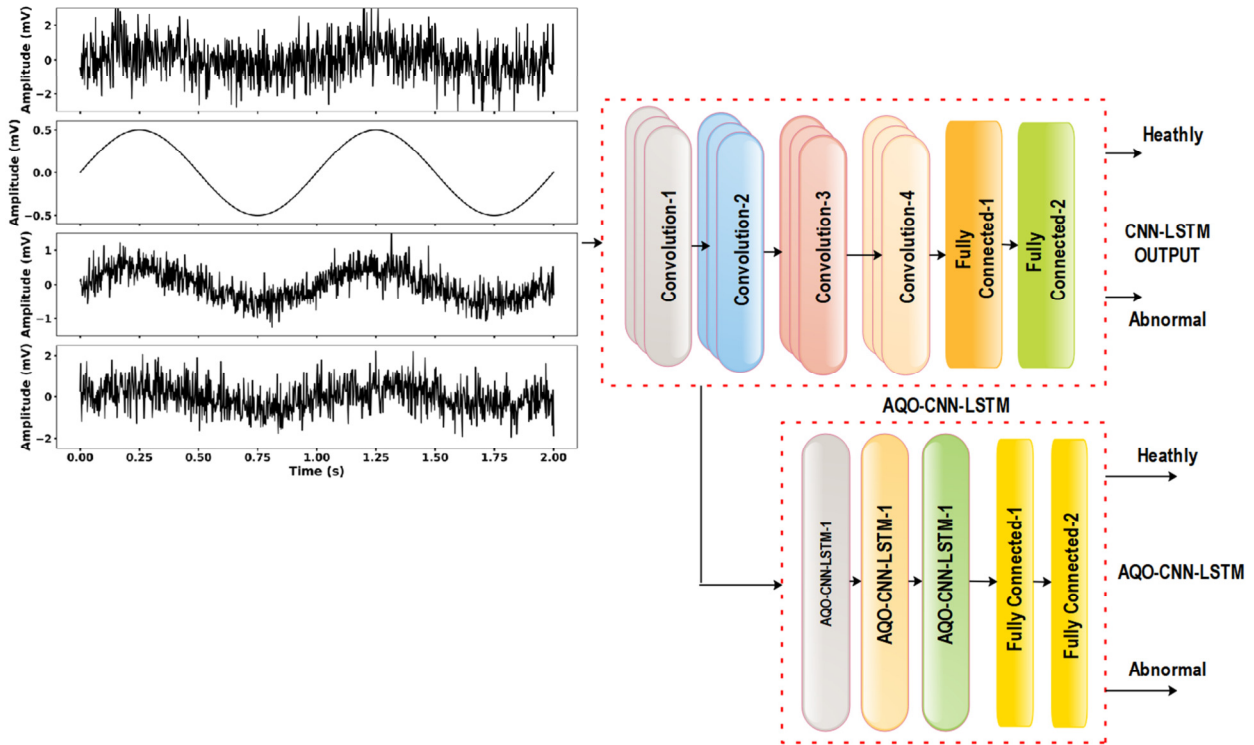 Amplitude (mV)
2
0
−2
Amplitude (mV)
0.5
0.0
−0.5
Amplitude (mV)
1
0
−1
Amplitude (mV)
2
0
−2
0.00 0.25 0.50 0.75 1.00 1.25 1.50 1.75 2.00
Time (s)
Convolution-1
Convolution-2
Convolution-3
Convolution-4
Fully
Connected-1
Fully
Connected-2
Heathly
CNN-LSTM
OUTPUT
Abnormal
AQO-CNN-LSTM
AQO-CNN-LSTM-1
AQO-CNN-LSTM-1
AQO-CNN-LSTM-1
Fully Connected-1
Fully Connected-2
Heathly
AQO-CNN-LSTM
Abnormal